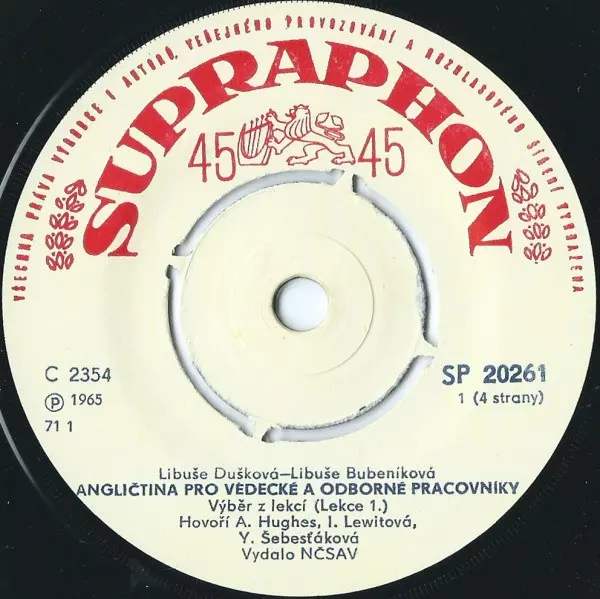 VŠECHNA PRÁVA VÝROBCE I AUTORŮ, VEŘEJNÉHO PROVOZOVÁNÍ A ROZHLASOVÉHO ŠÍŘENÍ VYHRAZENA
SUPRAPHON
45 45
C 2354
SP 20261
Ⓟ 1965
1 (4 strany)
71 1
Libuše Dušková—Libuše Bubeníková
ANGLIČTINA PRO VĚDECKÉ A ODBORNÉ PRACOVNÍKY
Výběr z lekcí (Lekce 1.)
Hovoří A. Hughes, I. Lewitová,
Y. Šebesťáková
Vydalo NČSAV